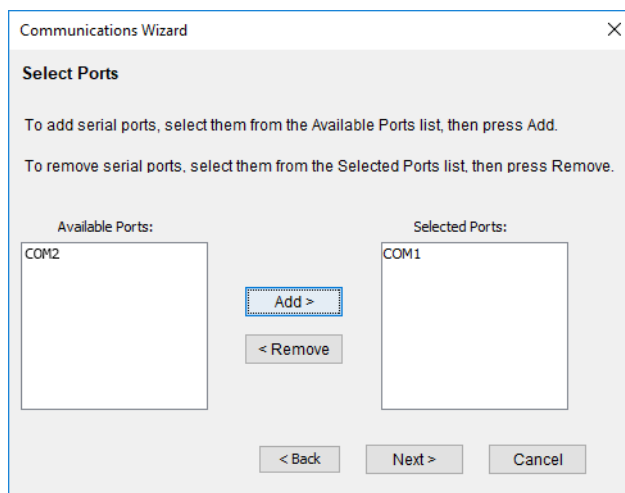 Communications Wizard
Select Ports
To add serial ports, select them from the Available Ports list, then press Add.
To remove serial ports, select them from the Selected Ports list, then press Remove.
Available Ports:
Selected Ports:
COM2
COM1
Add >
< Remove
< Back
Next >
Cancel